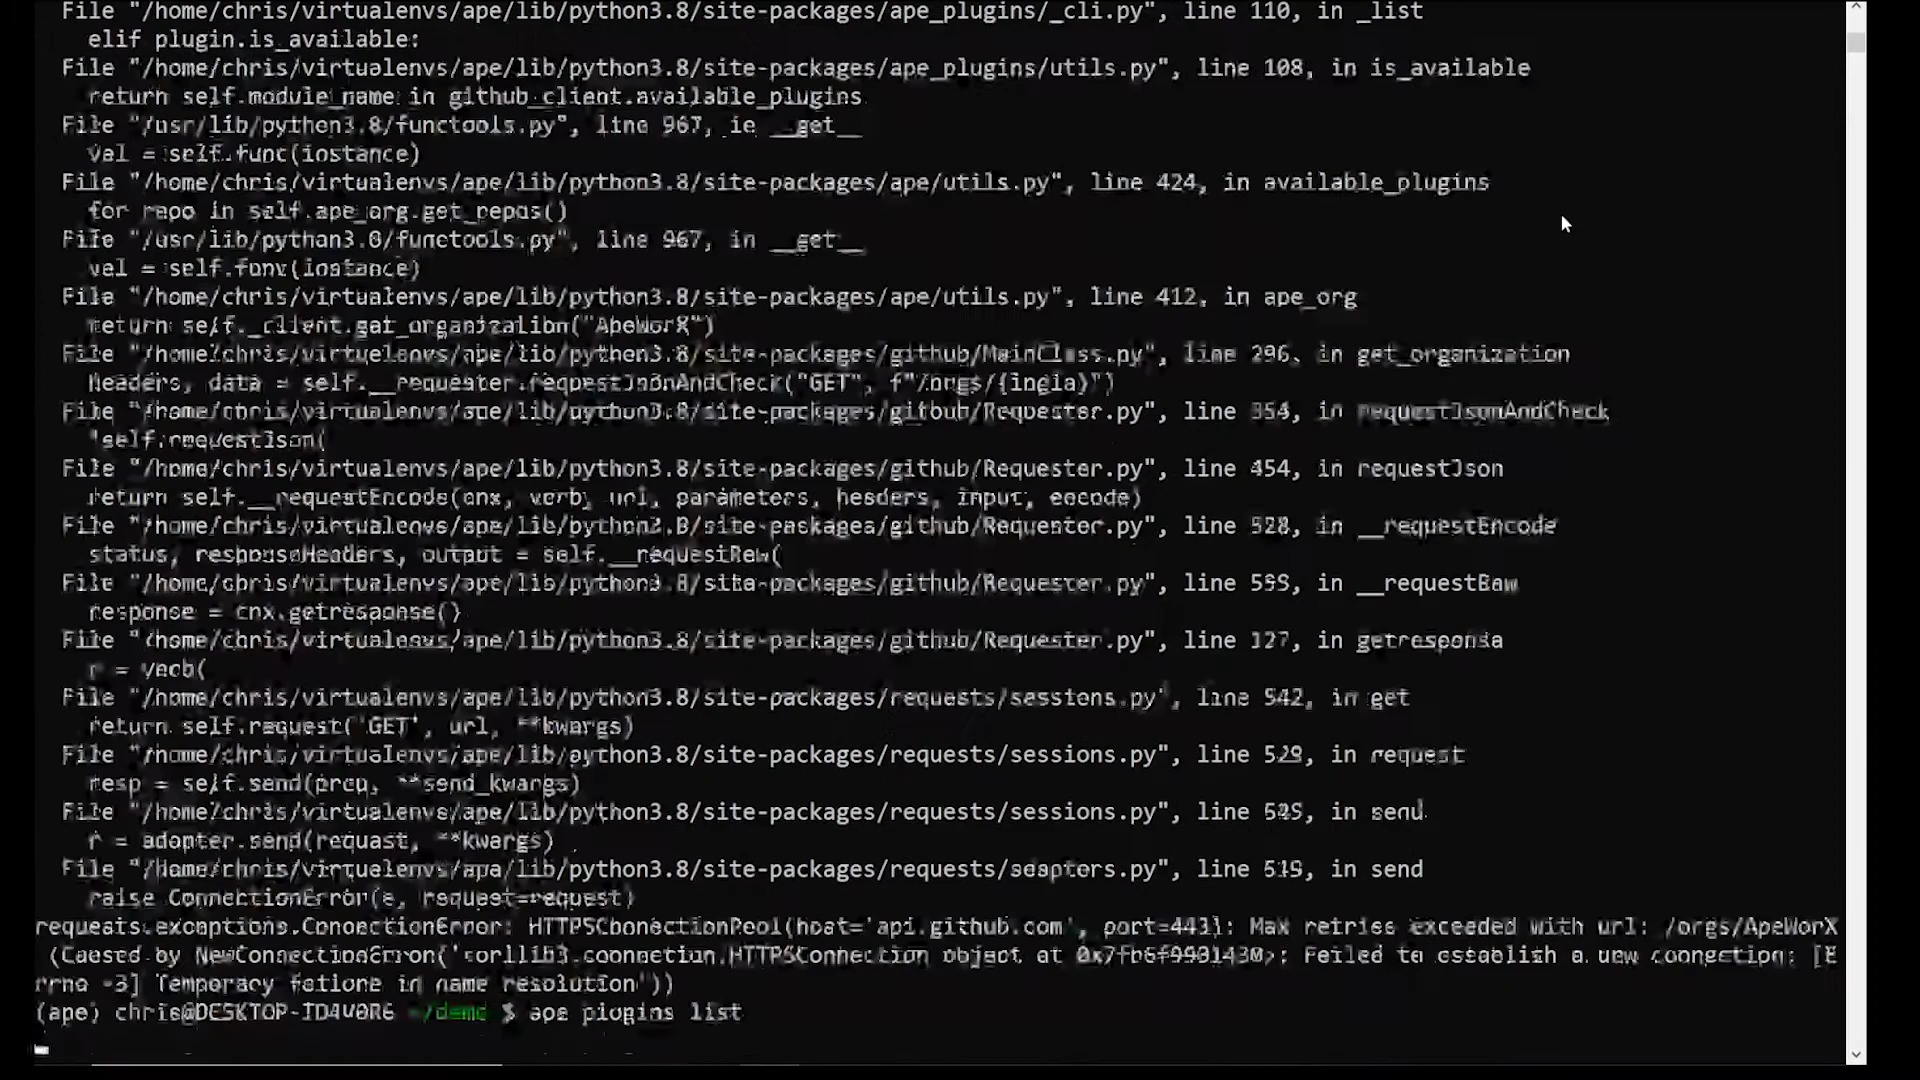 File "/home/chris/virtualenvs/ape/lib/python3.8/site-packages/ape_plugins/_cli.py", line 110, in _list
elif plugin.is_available:
File "/home/chris/virtualenvs/ape/lib/python3.8/site-packages/ape_plugins/utils.py", line 108, in is_available
return self.module_name in github_client.available_plugins
File "/usr/lib/python3.8/functools.py", line 967, ie __get__
val = self.func(iostance)
File "/home/chris/virtualenvs/ape/lib/python3.8/site-packages/ape/utils.py", line 424, in available_plugins
for repo in self.ape_org.get_repos()
File "/usr/lib/python3.8/functools.py", line 967, in __get__
val = self.func(instance)
File "/home/chris/virtualenvs/ape/lib/python3.8/site-packages/ape/utils.py", line 412, in ape_org
return self._client.get_organization("ApeWorX")
File "/home/chris/virtualenvs/ape/lib/python3.8/site-packages/github/MainClass.py", line 296, in get_organization
headers, data = self.__requester.requestJsonAndCheck("GET",
File "/home/chris/virtualenvs/ape/lib/python3.8/site-packages/github/Requester.py", line 354, in requestJsonAndCheck
self.requestJson(
File "/home/chris/virtualenvs/ape/lib/python3.8/site-packages/github/Requester.py", line 454, in requestJson
return self.__requestEncode(cnx, verb, url, parameters, headers, input, encode)
File "/home/chris/virtualenvs/ape/lib/python3.8/site-packages/github/Requester.py", line 528, in __requestEncode
status, responseHeaders, output = self.__requestRaw(
File "/home/chris/virtualenvs/ape/lib/python3.8/site-packages/github/Requester.py", line in __requestRaw
response = cnx.getresponse()
File "/home/chris/virtualenvs/ape/lib/python3.8/site-packages/github/Requester.py", line 127, in getresponse
r = verb(
File "/home/chris/virtualenvs/ape/lib/python3.8/site-packages/requests/sessions.py", line 542, in get
return self.request('GET', url, **kwargs)
File "/home/chris/virtualenvs/ape/lib/python3.8/site-packages/requests/sessions.py", line 529, in request
resp = self.send(prep, **send_kwargs)
File "/home/chris/virtualenvs/ape/lib/python3.8/site-packages/requests/sessions.py", line 645, in send
r = adapter.send(request, **kwargs)
File "/home/chris/virtualenvs/ape/lib/python3.8/site-packages/requests/adapters.py", line 519, in send
raise ConnectionError(e, request=request)
requests.exceptions.ConnectionError: HTTPSConnectionPool(host='api.github.com', port=443): Max retries exceeded with url: /orgs/ApeWorX
(Caused by NewConnectionError(' object at Failed to establish a new connection: [E
rrno -3] Temporary failure in name resolution'))
(ape) ~/demo $ ape plugins list